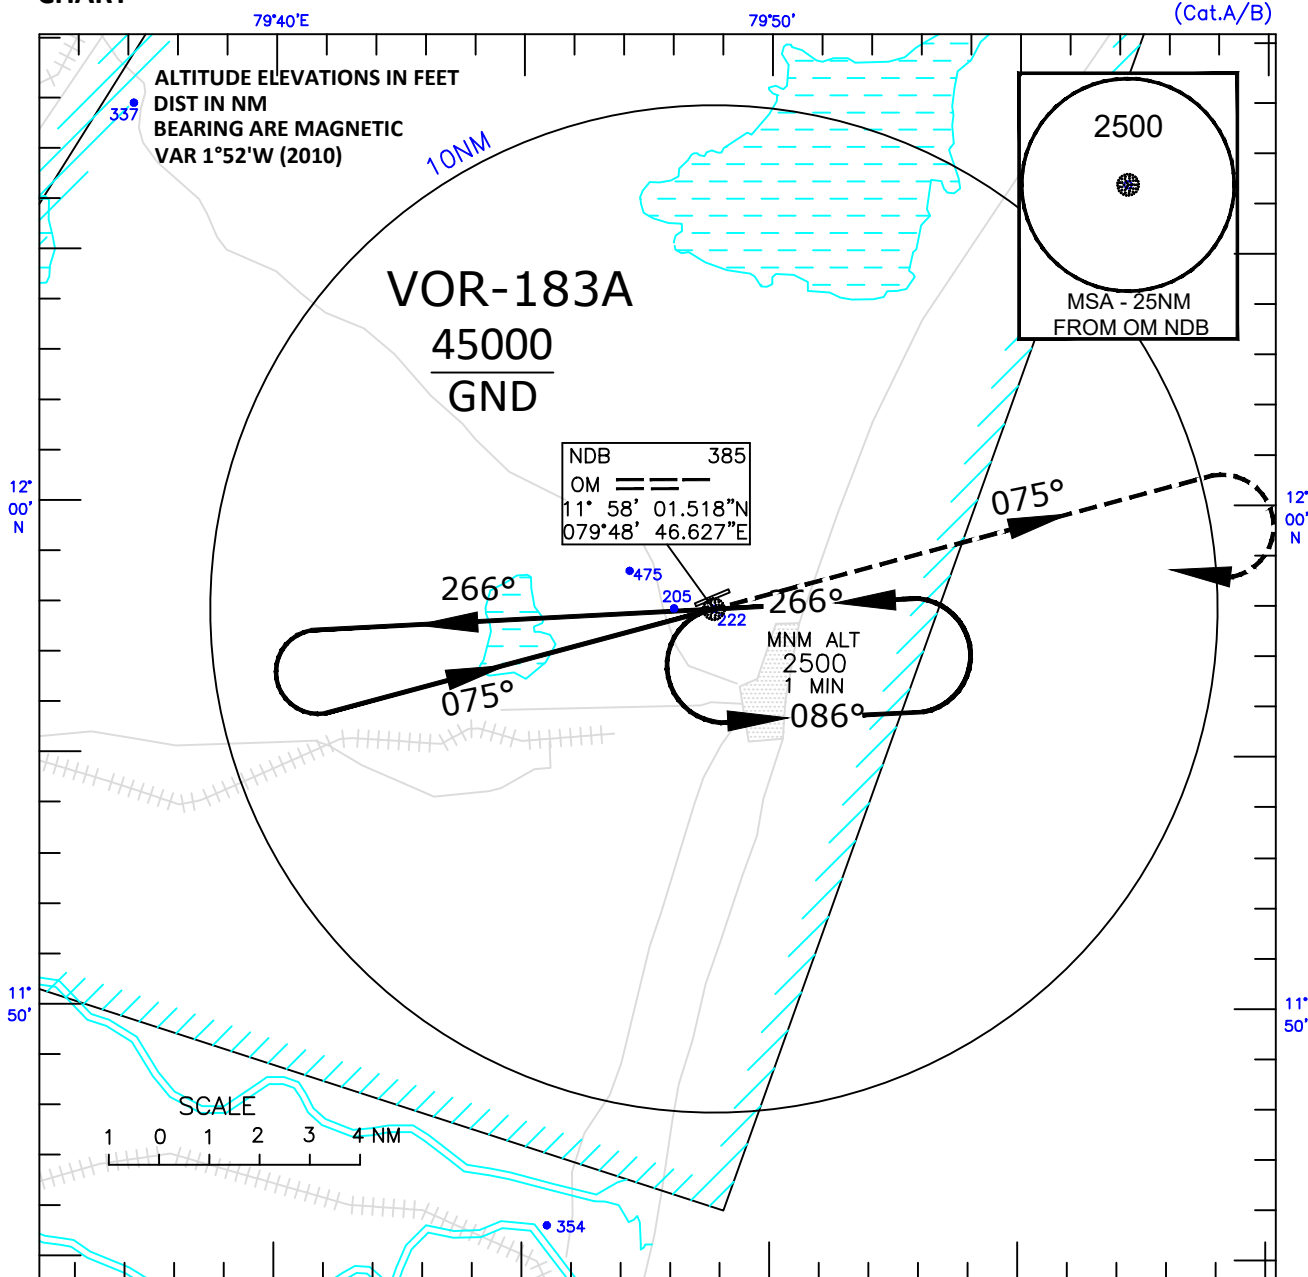 CHART
79°40'E
79°50'
(Cat.A/B)
ALTITUDE ELEVATIONS IN FEET
DIST IN NM
BEARING ARE MAGNETIC
VAR 1°52'W (2010)
337
10NM
2500
MSA - 25NM
FROM OM NDB
VOR-183A
45000
GND
NDB 385
OM
11° 58' 01.518"N
079°48' 46.627"E
12°
00'
N
12°
00'
N
075°
475
205
222
266°
266°
MNM ALT
2500
1 MIN
075°
086°
11°
50'
11°
50'
SCALE
1 0 1 2 3 4 NM
354